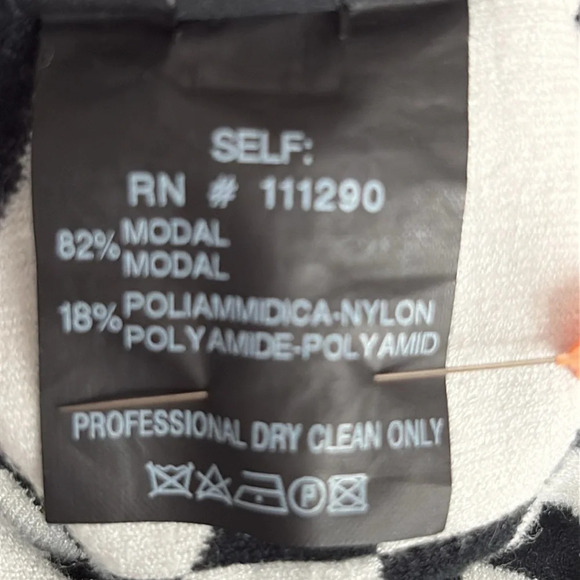 SELF:
RN # 111290
82% MODAL
MODAL
18% POLIAMMIDICA-NYLON
POLYAMIDE-POLYAMID
PROFESSIONAL DRY CLEAN ONLY
P